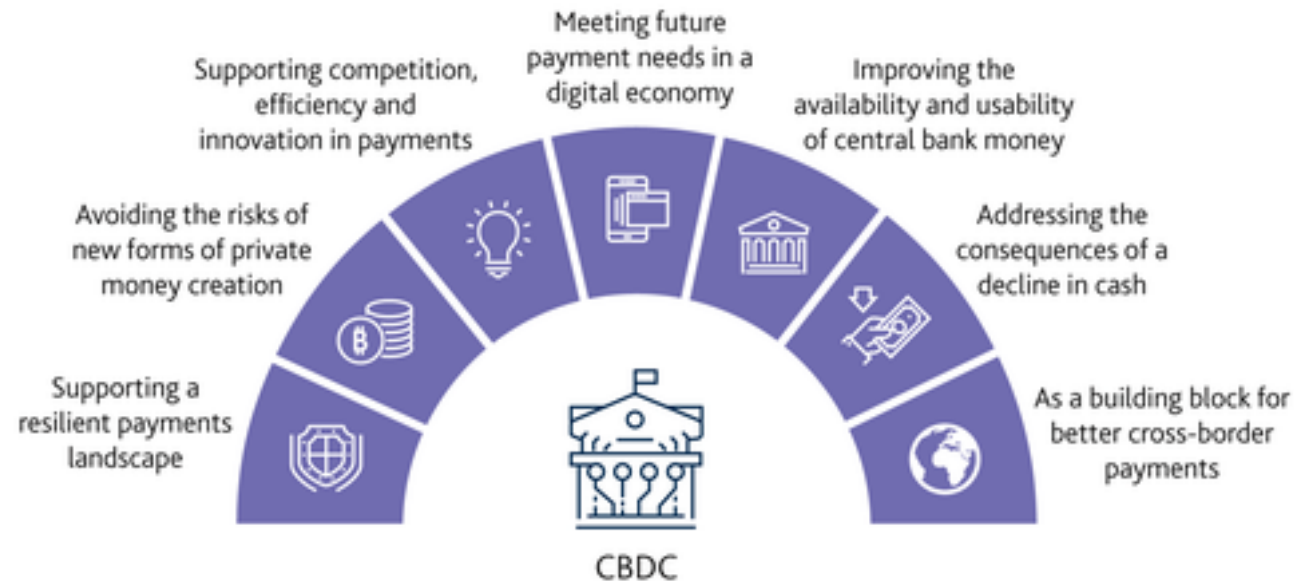 Meeting future
payment needs in a
digital economy
Supporting competition,
efficiency and
innovation in payments
Improving the
availability and usability
of central bank money
Avoiding the risks of
new forms of private
money creation
Addressing the
consequences of a
decline in cash
Supporting a
resilient payments
landscape
As a building block for
better cross-border
payments
CBDC